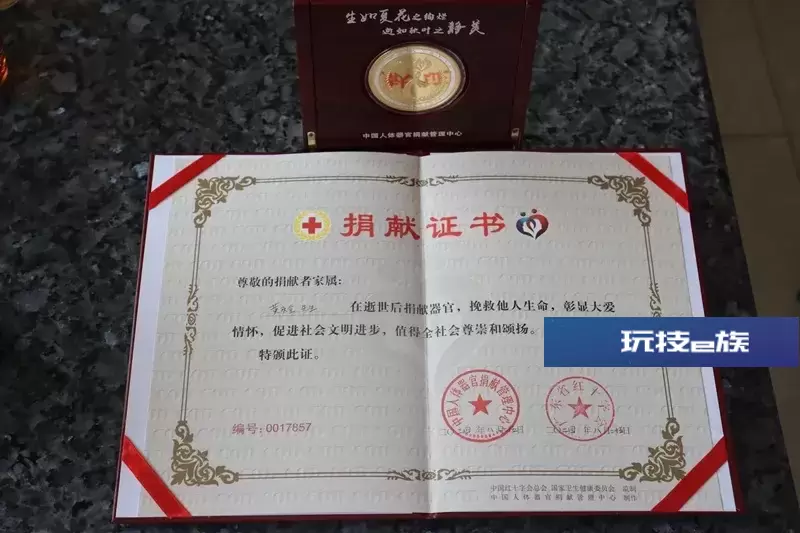 生如夏花之绚烂
逝如秋叶之静美
中国人体器官捐献管理中心
捐献证书
尊敬的捐献者家属：
在逝世后捐献器官，挽救他人生命，彰显大爱
情怀，促进社会文明进步，值得全社会尊崇和颂扬。
特颁此证。
玩技e族
中国人体器官捐献管理中心
省红十字会
编号:0017857
中国红十字会总会 国家卫生健康委员会 监制
中国人体器官捐献管理中心 制作